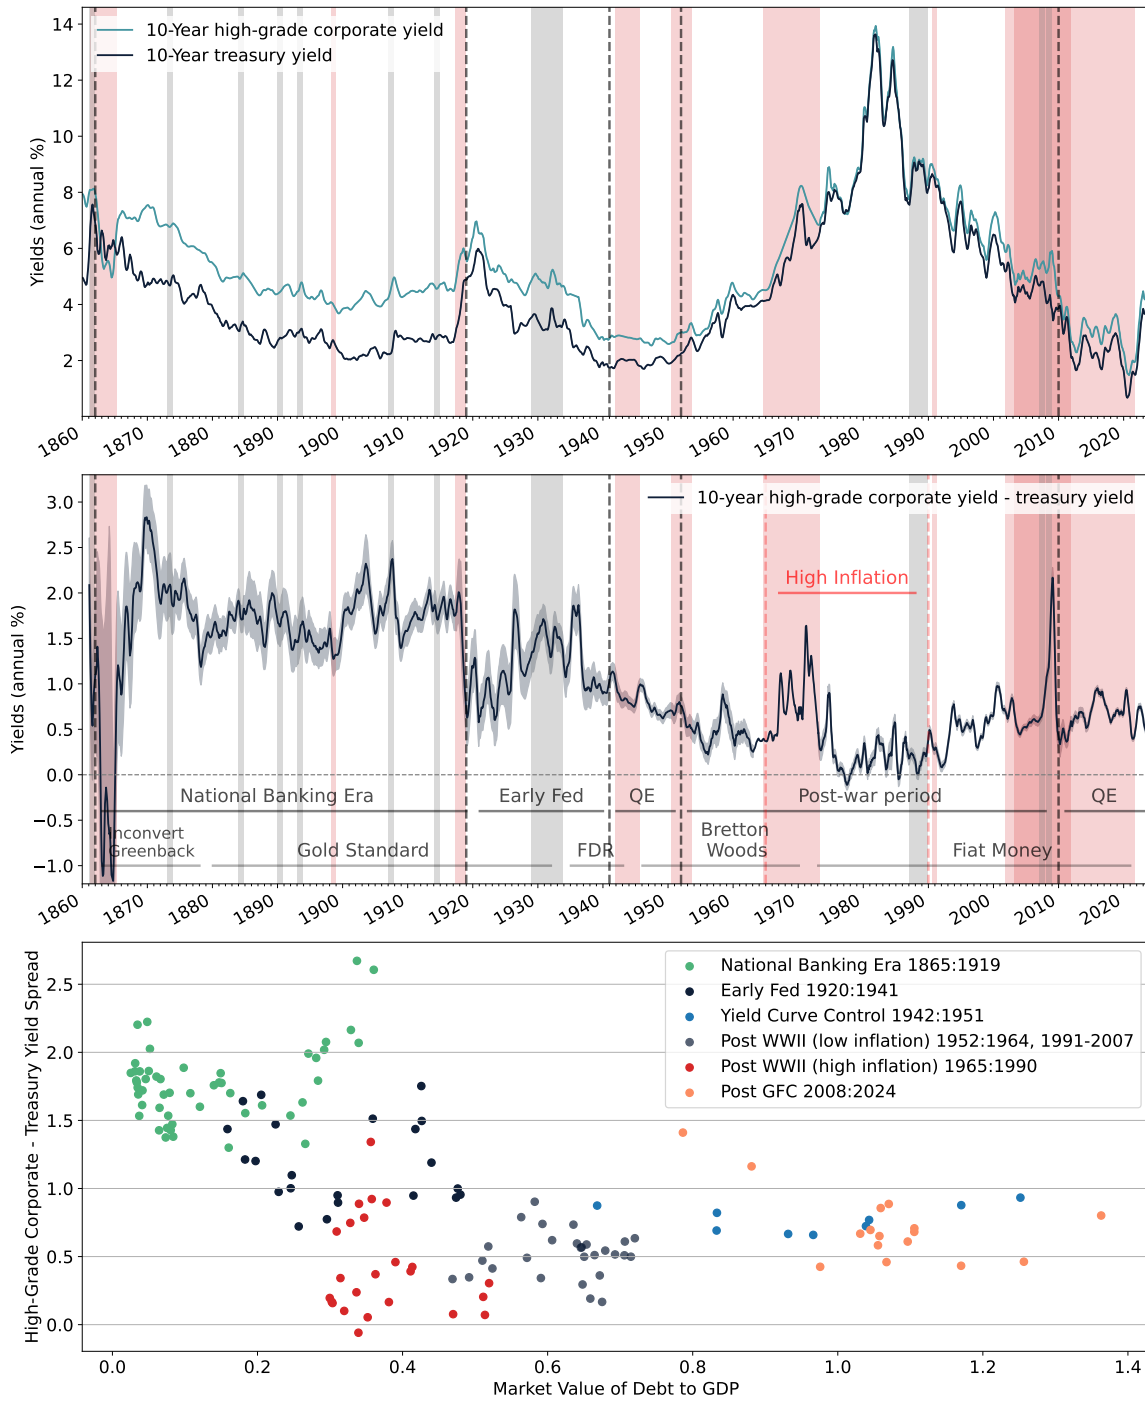 14
12
10
8
6
4
2
Yields (annual %)
10-Year high-grade corporate yield
10-Year treasury yield
1860 1870 1880 1890 1900 1910 1920 1930 1940 1950 1960 1970 1980 1990 2000 2010 2020
3.0
2.5
2.0
1.5
1.0
0.5
0.0
−0.5
−1.0
Yields (annual %)
10-year high-grade corporate yield - treasury yield
High Inflation
National Banking Era Early Fed QE Post-war period QE
Inconvert
Greenback Gold Standard FDR
Bretton
Woods Fiat Money
1860 1870 1880 1890 1900 1910 1920 1930 1940 1950 1960 1970 1980 1990 2000 2010 2020
2.5
2.0
1.5
1.0
0.5
0.0
High-Grade Corporate - Treasury Yield Spread
National Banking Era 1865:1919
Early Fed 1920:1941
Yield Curve Control 1942:1951
Post WWII (low inflation) 1952:1964, 1991-2007
Post WWII (high inflation) 1965:1990
Post GFC 2008:2024
0.0 0.2 0.4 0.6 0.8 1.0 1.2 1.4
Market Value of Debt to GDP